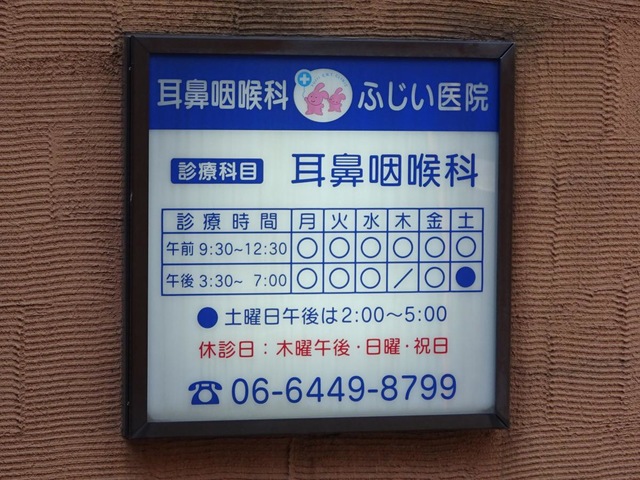 耳鼻咽喉科 ふじい医院
診療科目 耳鼻咽喉科
診療時間 月 火 水 木 金 土
午前 9:30~12:30 ○ ○ ○ ○ ○ ○
午後 3:30~ 7:00 ○ ○ ○ / ○ ●
● 土曜日午後は2:00〜5:00
休診日：木曜午後・日曜・祝日
☎ 06-6449-8799